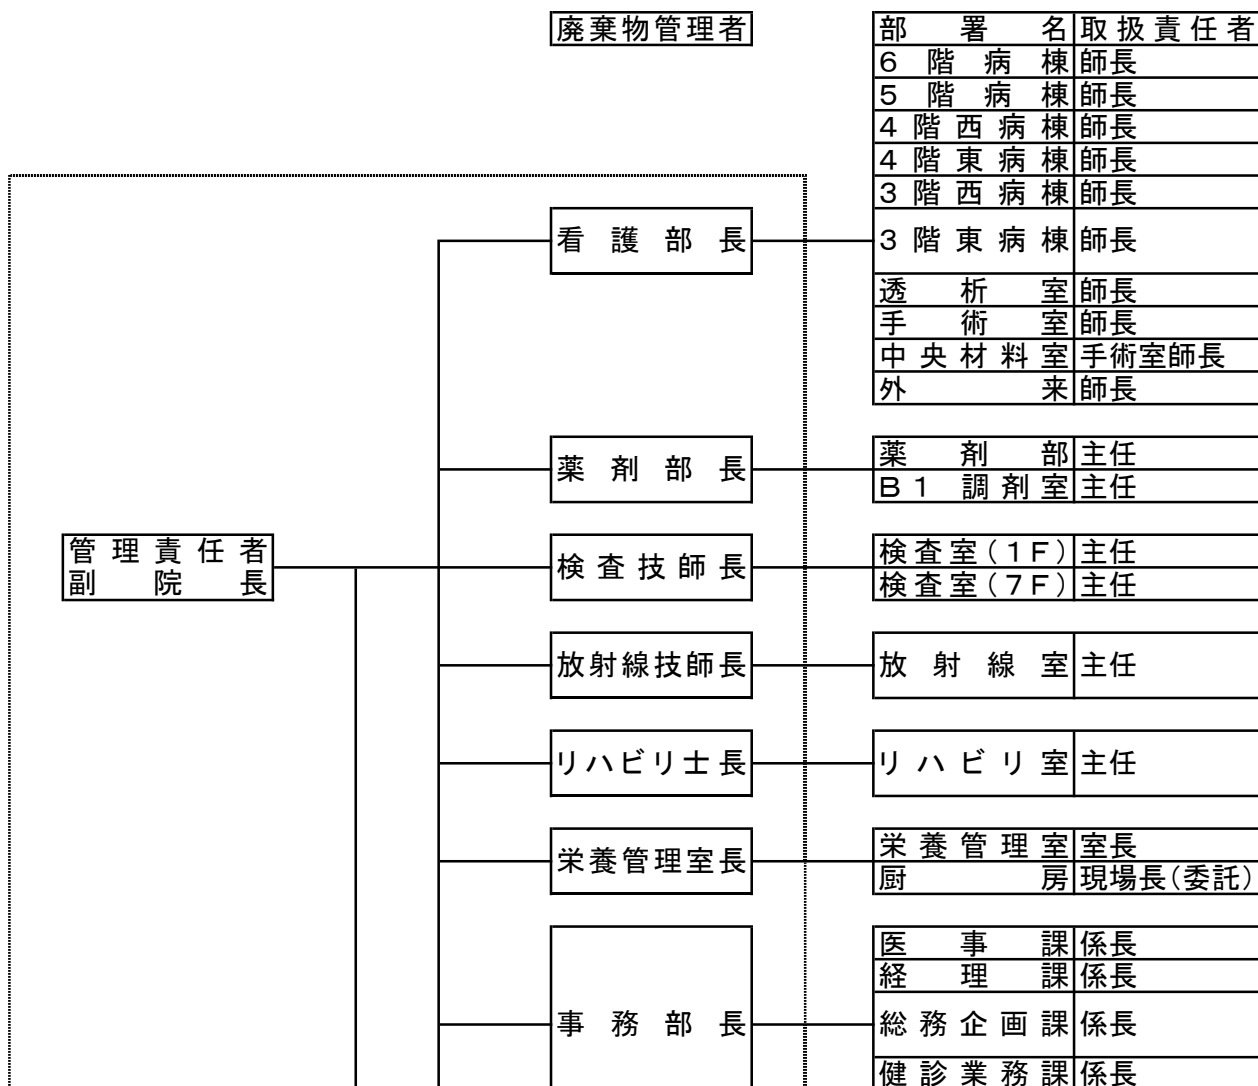 廃棄物管理者
部署名 取扱責任者
6階病棟 師長
5階病棟 師長
4階西病棟 師長
4階東病棟 師長
3階西病棟 師長
看護部長
3階東病棟 師長
透析室 師長
手術室 師長
中央材料室 手術室師長
外来 師長
薬剤部長
薬剤部 主任
B1調剤室 主任
管理責任者
副院長
検査技師長
検査室(1F) 主任
検査室(7F) 主任
放射線技師長
放射線室 主任
リハビリ士長
リハビリ室 主任
栄養管理室長
栄養管理室 室長
厨房 現場長(委託)
事務部長
医事課 係長
経理課 係長
総務企画課 係長
健診業務課 係長